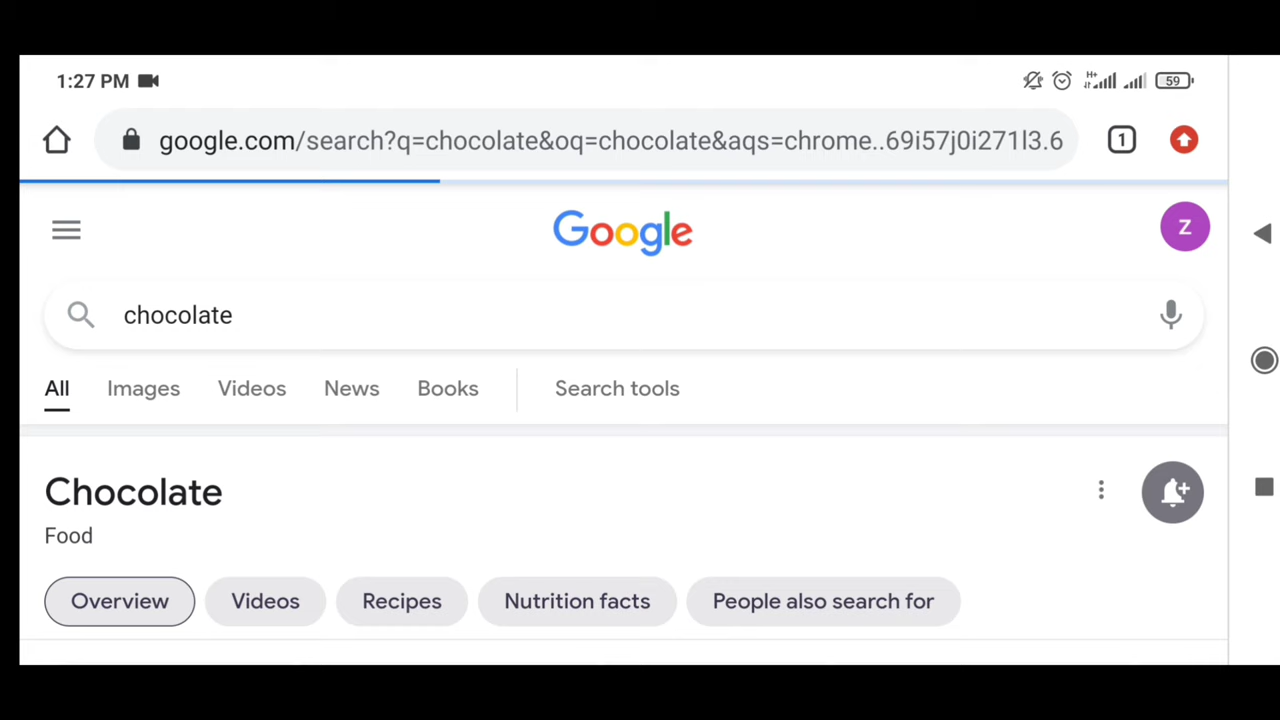 1:27 PM H+ 59
google.com/search?q=chocolate&oq=chocolate&aqs=chrome..69i57j0i271l3.6 1
Google Z
chocolate
All Images Videos News Books Search tools
Chocolate
Food
Overview Videos Recipes Nutrition facts People also search for